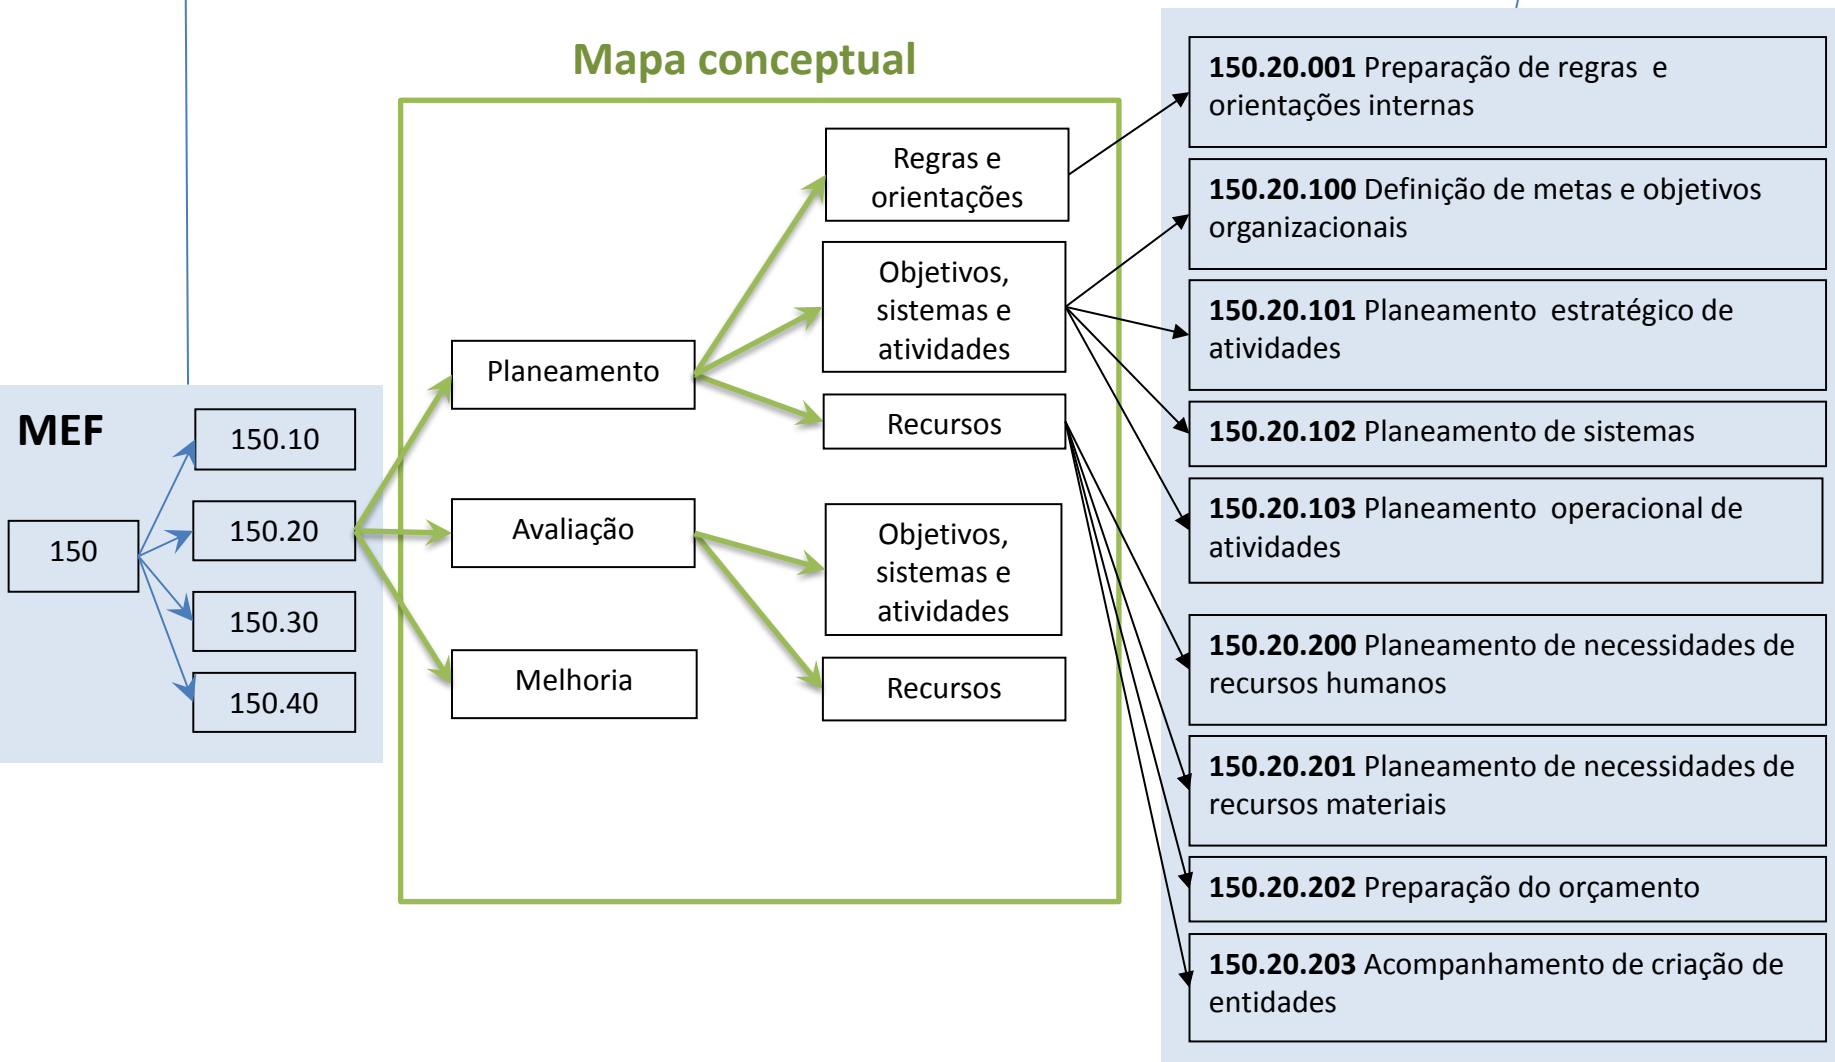 Mapa conceptual
MEF
150
150.10
150.20
150.30
150.40
Planeamento
Avaliação
Melhoria
Regras e
orientações
Objetivos,
sistemas e
atividades
Recursos
Objetivos,
sistemas e
atividades
Recursos
150.20.001 Preparação de regras e
orientações internas
150.20.100 Definição de metas e objetivos
organizacionais
150.20.101 Planeamento estratégico de
atividades
150.20.102 Planeamento de sistemas
150.20.103 Planeamento operacional de
atividades
150.20.200 Planeamento de necessidades de
recursos humanos
150.20.201 Planeamento de necessidades de
recursos materiais
150.20.202 Preparação do orçamento
150.20.203 Acompanhamento de criação de
entidades